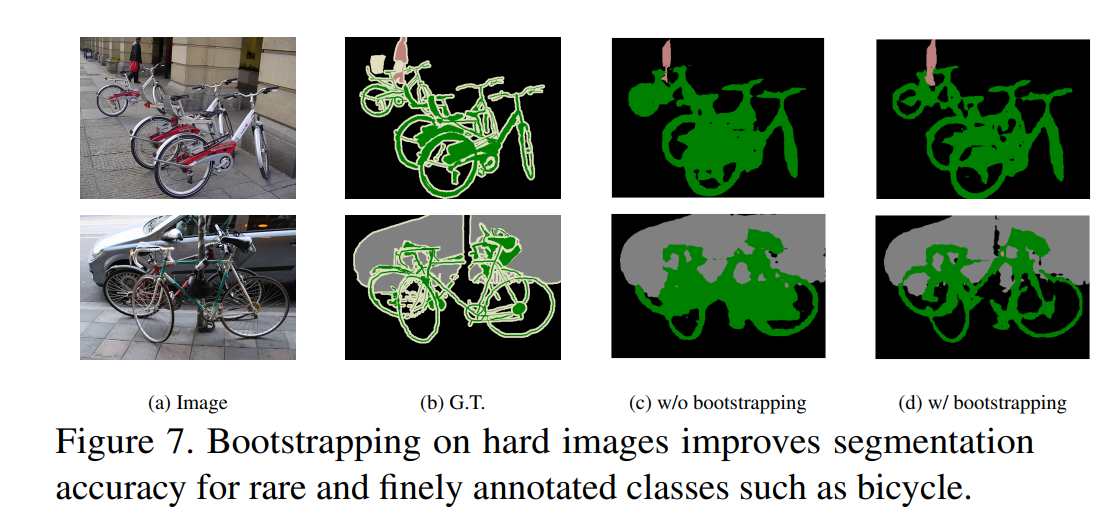 (a) Image
(b) G.T.
(c) w/o bootstrapping
(d) w/ bootstrapping
Figure 7. Bootstrapping on hard images improves segmentation
accuracy for rare and finely annotated classes such as bicycle.